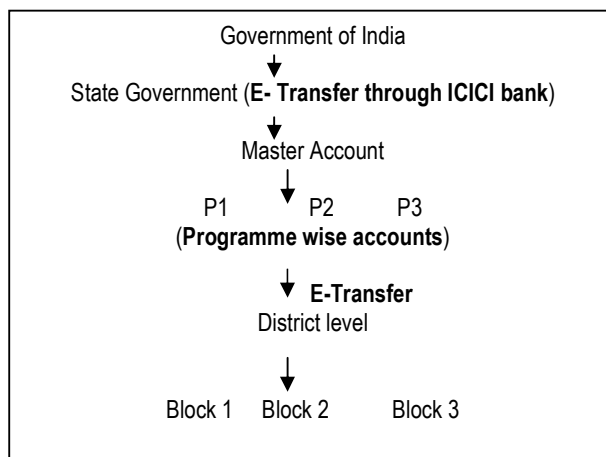 Government of India
State Government (E- Transfer through ICICI bank)
Master Account
P1 P2 P3
(Programme wise accounts)
E-Transfer
District level
Block 1 Block 2 Block 3